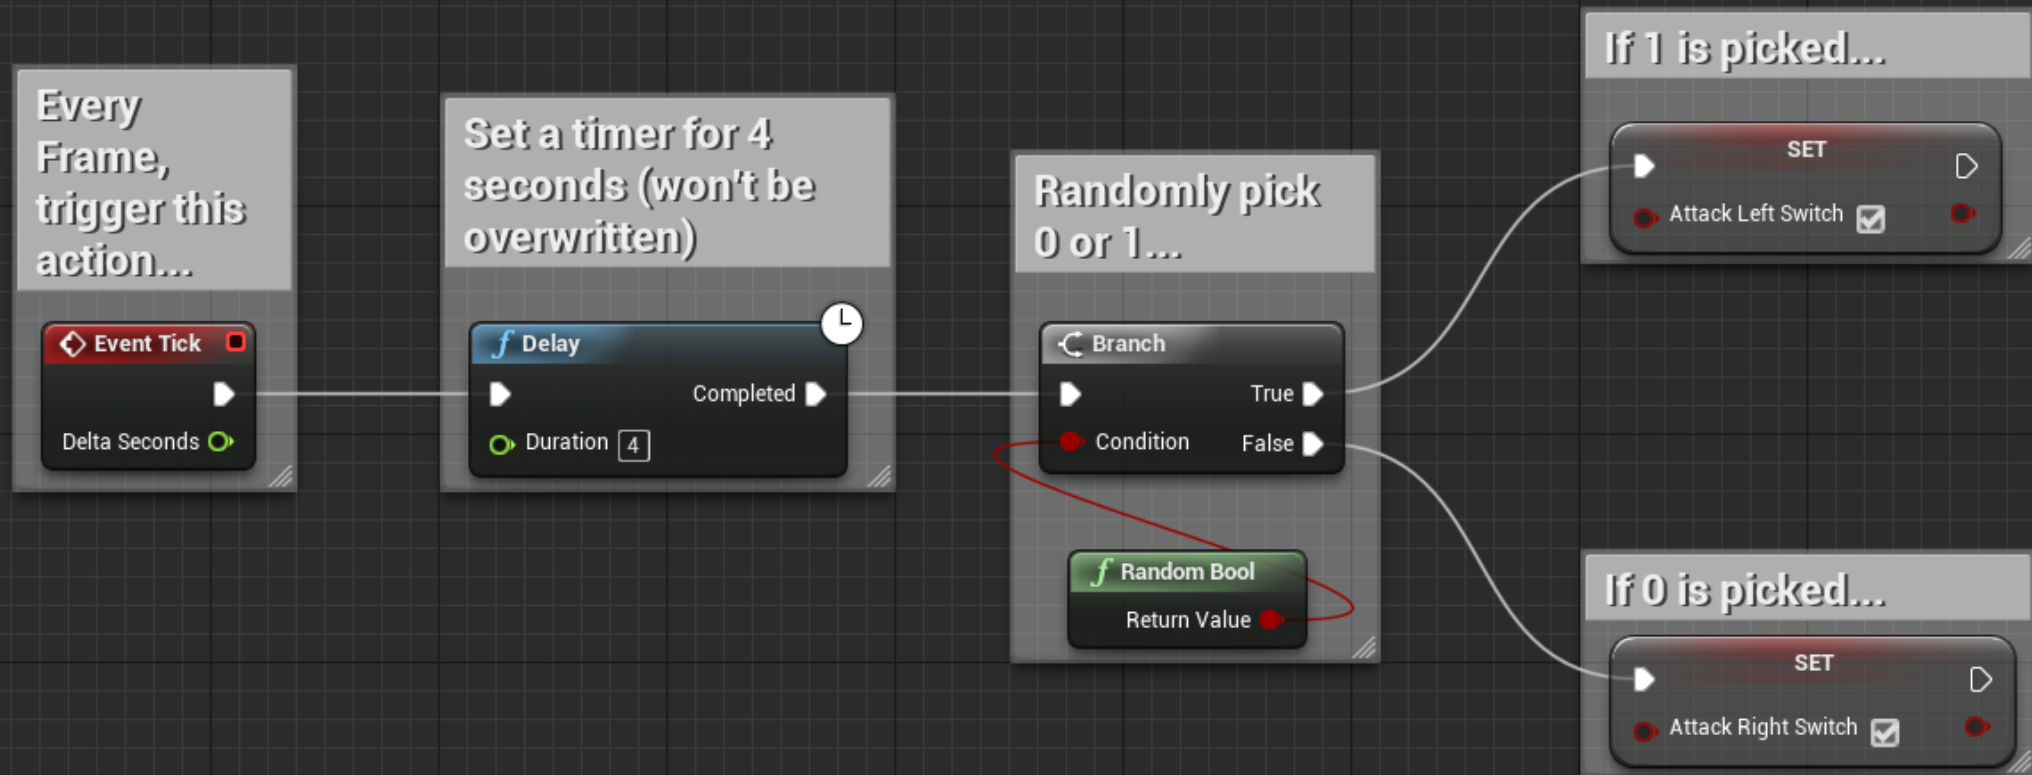 Every
Frame,
trigger this
action...
Event Tick
Delta Seconds
Set a timer for 4
seconds (won't be
overwritten)
Delay
Completed
Duration 4
Randomly pick
0 or 1...
Branch
True
Condition
False
Random Bool
Return Value
If 1 is picked...
SET
Attack Left Switch
If 0 is picked...
SET
Attack Right Switch